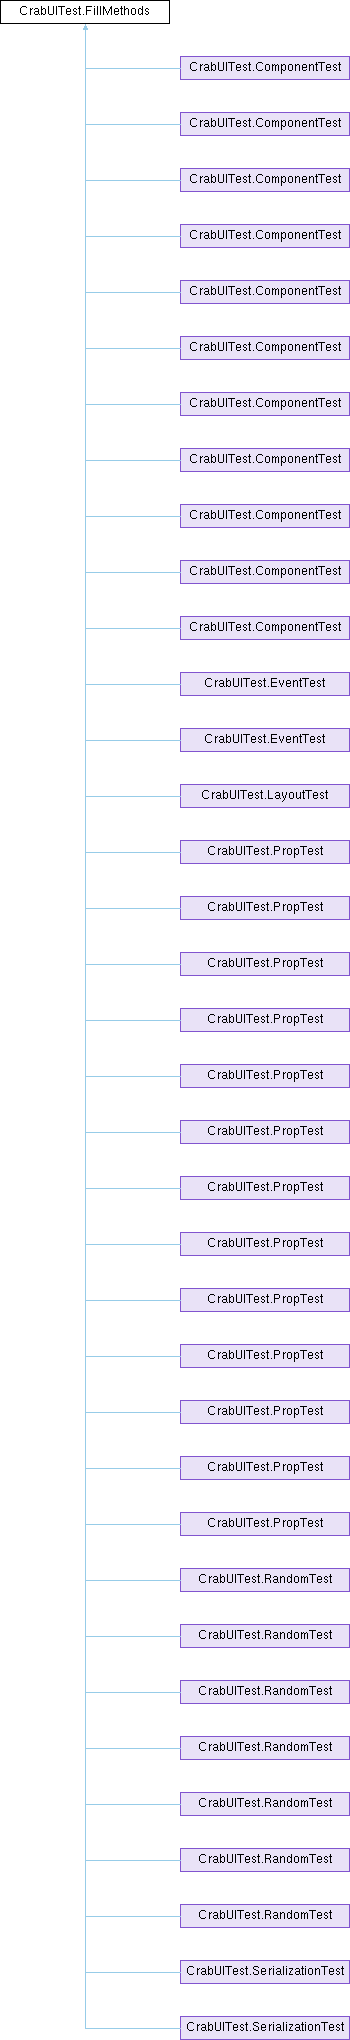 CrabUITest.FillMethods
CrabUITest.ComponentTest
CrabUITest.ComponentTest
CrabUITest.ComponentTest
CrabUITest.ComponentTest
CrabUITest.ComponentTest
CrabUITest.ComponentTest
CrabUITest.ComponentTest
CrabUITest.ComponentTest
CrabUITest.ComponentTest
CrabUITest.ComponentTest
CrabUITest.ComponentTest
CrabUITest.EventTest
CrabUITest.EventTest
CrabUITest.LayoutTest
CrabUITest.PropTest
CrabUITest.PropTest
CrabUITest.PropTest
CrabUITest.PropTest
CrabUITest.PropTest
CrabUITest.PropTest
CrabUITest.PropTest
CrabUITest.PropTest
CrabUITest.PropTest
CrabUITest.PropTest
CrabUITest.PropTest
CrabUITest.PropTest
CrabUITest.PropTest
CrabUITest.RandomTest
CrabUITest.RandomTest
CrabUITest.RandomTest
CrabUITest.RandomTest
CrabUITest.RandomTest
CrabUITest.RandomTest
CrabUITest.RandomTest
CrabUITest.SerializationTest
CrabUITest.SerializationTest